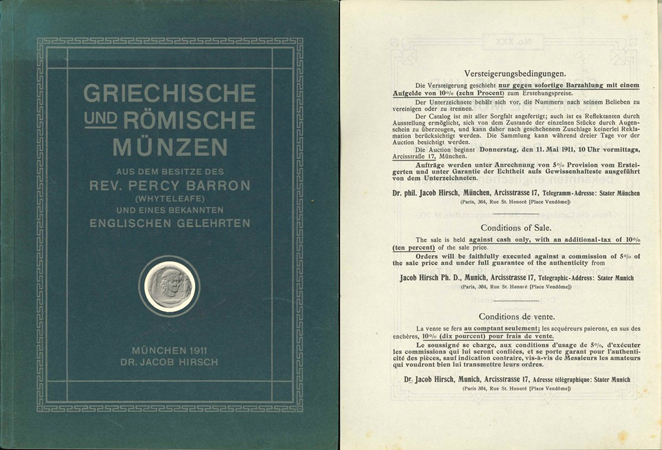 GRIECHISCHE
UND RÖMISCHE
MÜNZEN
AUS DEM BESITZE DES
REV. PERCY BARRON
(WHYTELEAFE)
UND EINES BEKANNTEN
ENGLISCHEN GELEHRTEN
MÜNCHEN 1911
DR. JACOB HIRSCH
Versteigerungsbedingungen.
Die Versteigerung geschieht nur gegen sofortige Barzahlung mit einem
Aufgelde von 10% (zehn Procent) zum Erstehungspreise.
Der Unterzeichnete behält sich vor, die Nummern nach seinem Belieben zu
vereinigen oder zu trennen.
Der Catalog ist mit aller Sorgfalt angefertigt; auch ist es Reflektanten durch
Ausstellung ermöglicht, sich von dem Zustande der einzelnen Stücke durch Augen-
schein zu überzeugen, und kann daher nach geschehenem Zuschlage keinerlei Rekla-
mation berücksichtigt werden. Die Sammlung kann während dreier Tage vor der
Auction besichtigt werden.
Die Auction beginnt Donnerstag, den 11. Mai 1911, 10 Uhr vormittags,
Arcisstraße 17, München.
Aufträge werden unter Anrechnung von 5% Provision vom Erstei-
gerten und unter Garantie der Echtheit aufs Gewissenhafteste ausgeführt
von dem Unterzeichneten.
Dr. phil. Jacob Hirsch, München, Arcisstrasse 17, Telegramm-Adresse: Stater München
(Paris, 364, Rue St. Honoré [Place Vendôme])
Conditions of Sale.
The sale is held against cash only, with an additional-tax of 10%
(ten percent) of the sale price.
Orders will be faithfully executed against a commission of 5% of
the sale price and under full guarantee of the authenticity from
Jacob Hirsch Ph. D., Munich, Arcisstrasse 17, Telegraphic-Address: Stater Munich
(Paris, 364, Rue St. Honoré [Place Vendôme])
Conditions de vente.
La vente se fera au comptant seulement; les acquéreurs paierons, en sus des
enchères, 10% (dix pourcent) pour frais de vente.
Le soussigné se charge, aux conditions d'usage de 5%, d'exécuter
les commissions qui lui seront confiées, et se porte garant pour l'authenti-
cité des pièces, sauf indication contraire, vis-à-vis de Messieurs les amateurs
qui voudront bien lui transmettre leurs ordres.
Dr. Jacob Hirsch, Munich, Arcisstrasse 17, Adresse télégraphique: Stater Munich
(Paris, 364, Rue St. Honoré [Place Vendôme])